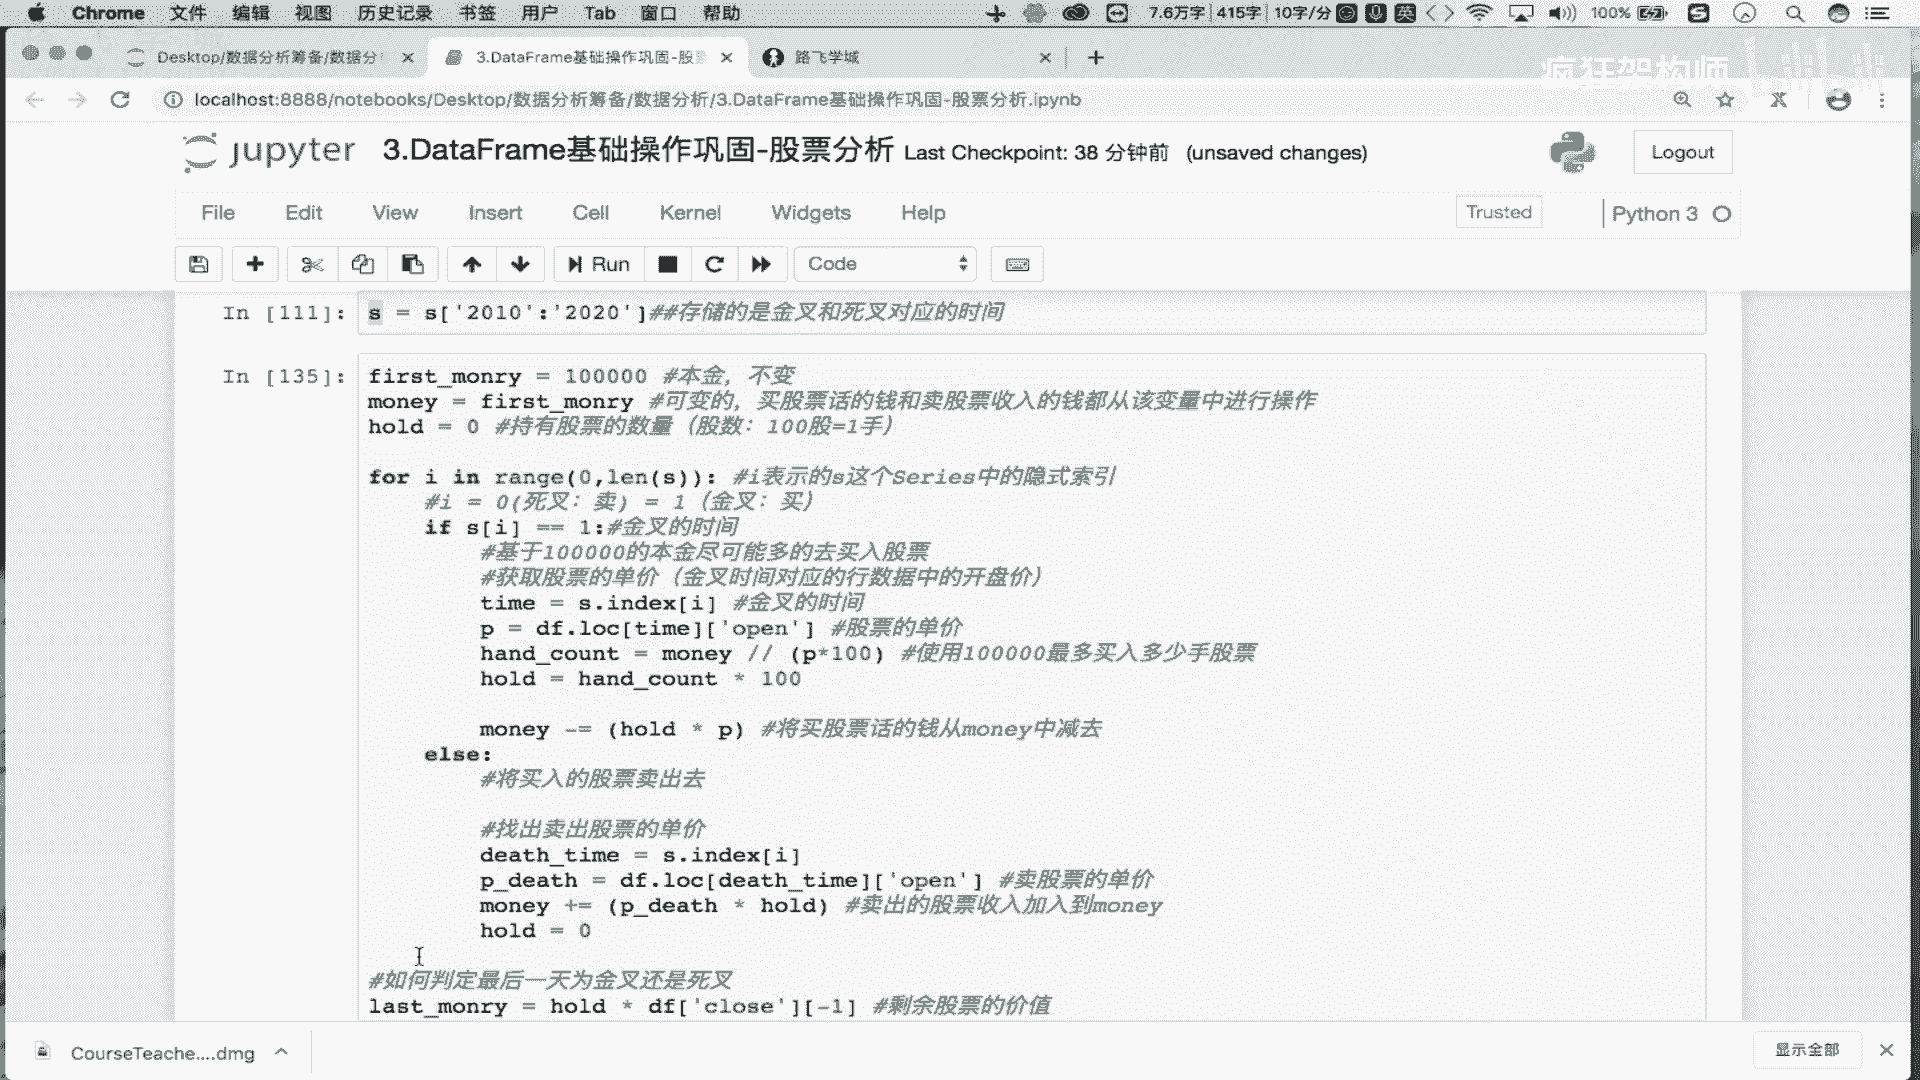 Chrome 文件 编辑 视图 历史记录 书签 用户 Tab 窗口 帮助 7.6万字 415字 10字/分 英 100%
Desktop/数据分析筹备/数据分 3.DataFrame基础操作巩固-股票 路飞学城
疯狂架构师 bilibili
localhost:8888/notebooks/Desktop/数据分析筹备/数据分析/3.DataFrame基础操作巩固-股票分析.ipynb
jupyter 3.DataFrame基础操作巩固-股票分析 Last Checkpoint: 38 分钟前 (unsaved changes) Logout
File Edit View Insert Cell Kernel Widgets Help Trusted Python 3
Run Code
In [111]: s = s['2010':'2020']##存储的是金叉和死叉对应的时间
In [135]: first_monry = 100000 #本金，不变
money = first_monry #可变的，买股票话的钱和卖股票收入的钱都从该变量中进行操作
hold = 0 #持有股票的数量（股数：100股=1手）
for i in range(0,len(s)): #i表示的s这个Series中的隐式索引
#i = 0(死叉：卖) = 1（金叉：买）
if s[i] == 1:#金叉的时间
#基于100000的本金尽可能多的去买入股票
#获取股票的单价（金叉时间对应的行数据中的开盘价）
time = s.index[i] #金叉的时间
p = df.loc[time]['open'] #股票的单价
hand_count = money // (p*100) #使用100000最多买入多少手股票
hold = hand_count * 100
money -= (hold * p) #将买股票话的钱从money中减去
else:
#将买入的股票卖出去
#找出卖出股票的单价
death_time = s.index[i]
p_death = df.loc[death_time]['open'] #卖股票的单价
money += (p_death * hold) #卖出的股票收入加入到money
hold = 0
#如何判定最后一天为金叉还是死叉
last_monry = hold * df['close'][-1] #剩余股票的价值
CourseTeache....dmg 显示全部